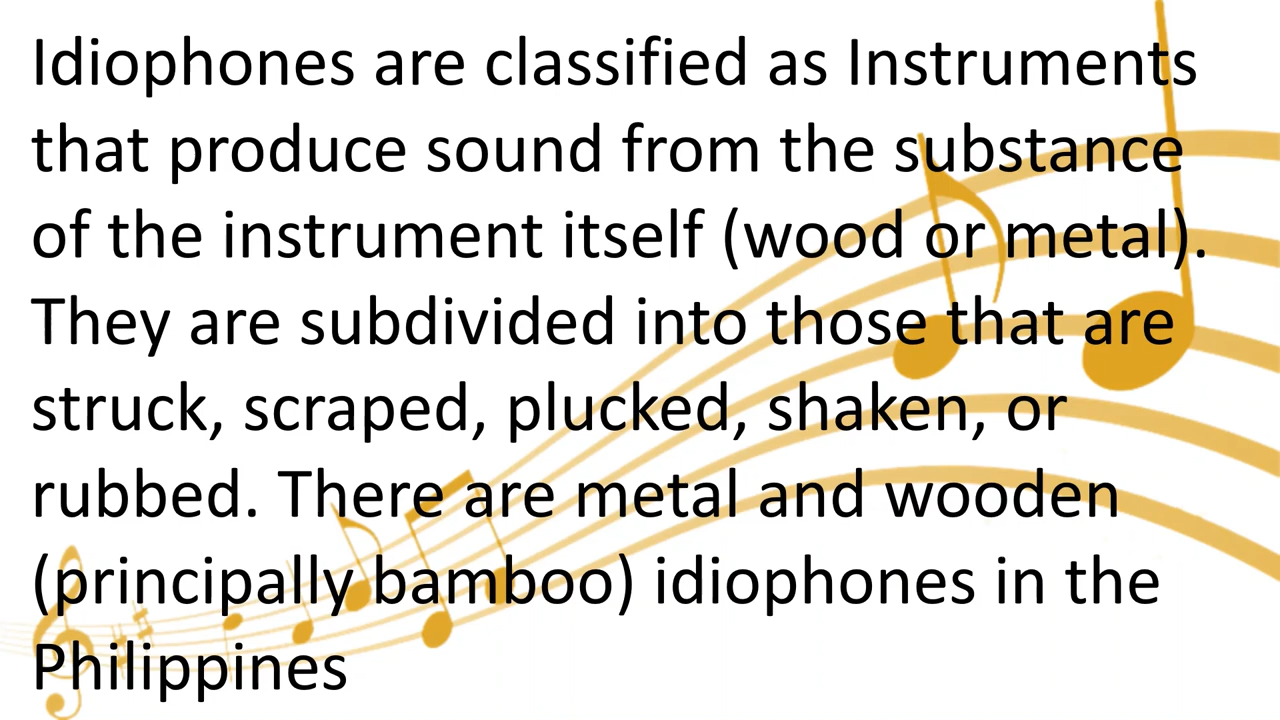 Idiophones are classified as Instruments
that produce sound from the substance
of the instrument itself (wood or metal).
They are subdivided into those that are
struck, scraped, plucked, shaken, or
rubbed. There are metal and wooden
(principally bamboo) idiophones in the
Philippines